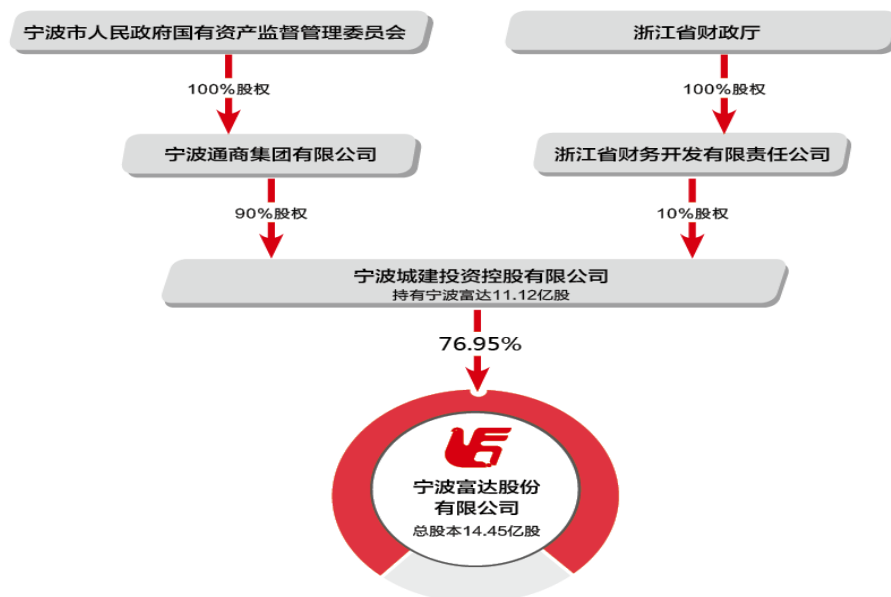 宁波市人民政府国有资产监督管理委员会
浙江省财政厅
100%股权
100%股权
宁波通商集团有限公司
浙江省财务开发有限责任公司
90%股权
10%股权
宁波城建投资控股有限公司
持有宁波富达11.12亿股
76.95%
宁波富达股份
有限公司
总股本14.45亿股